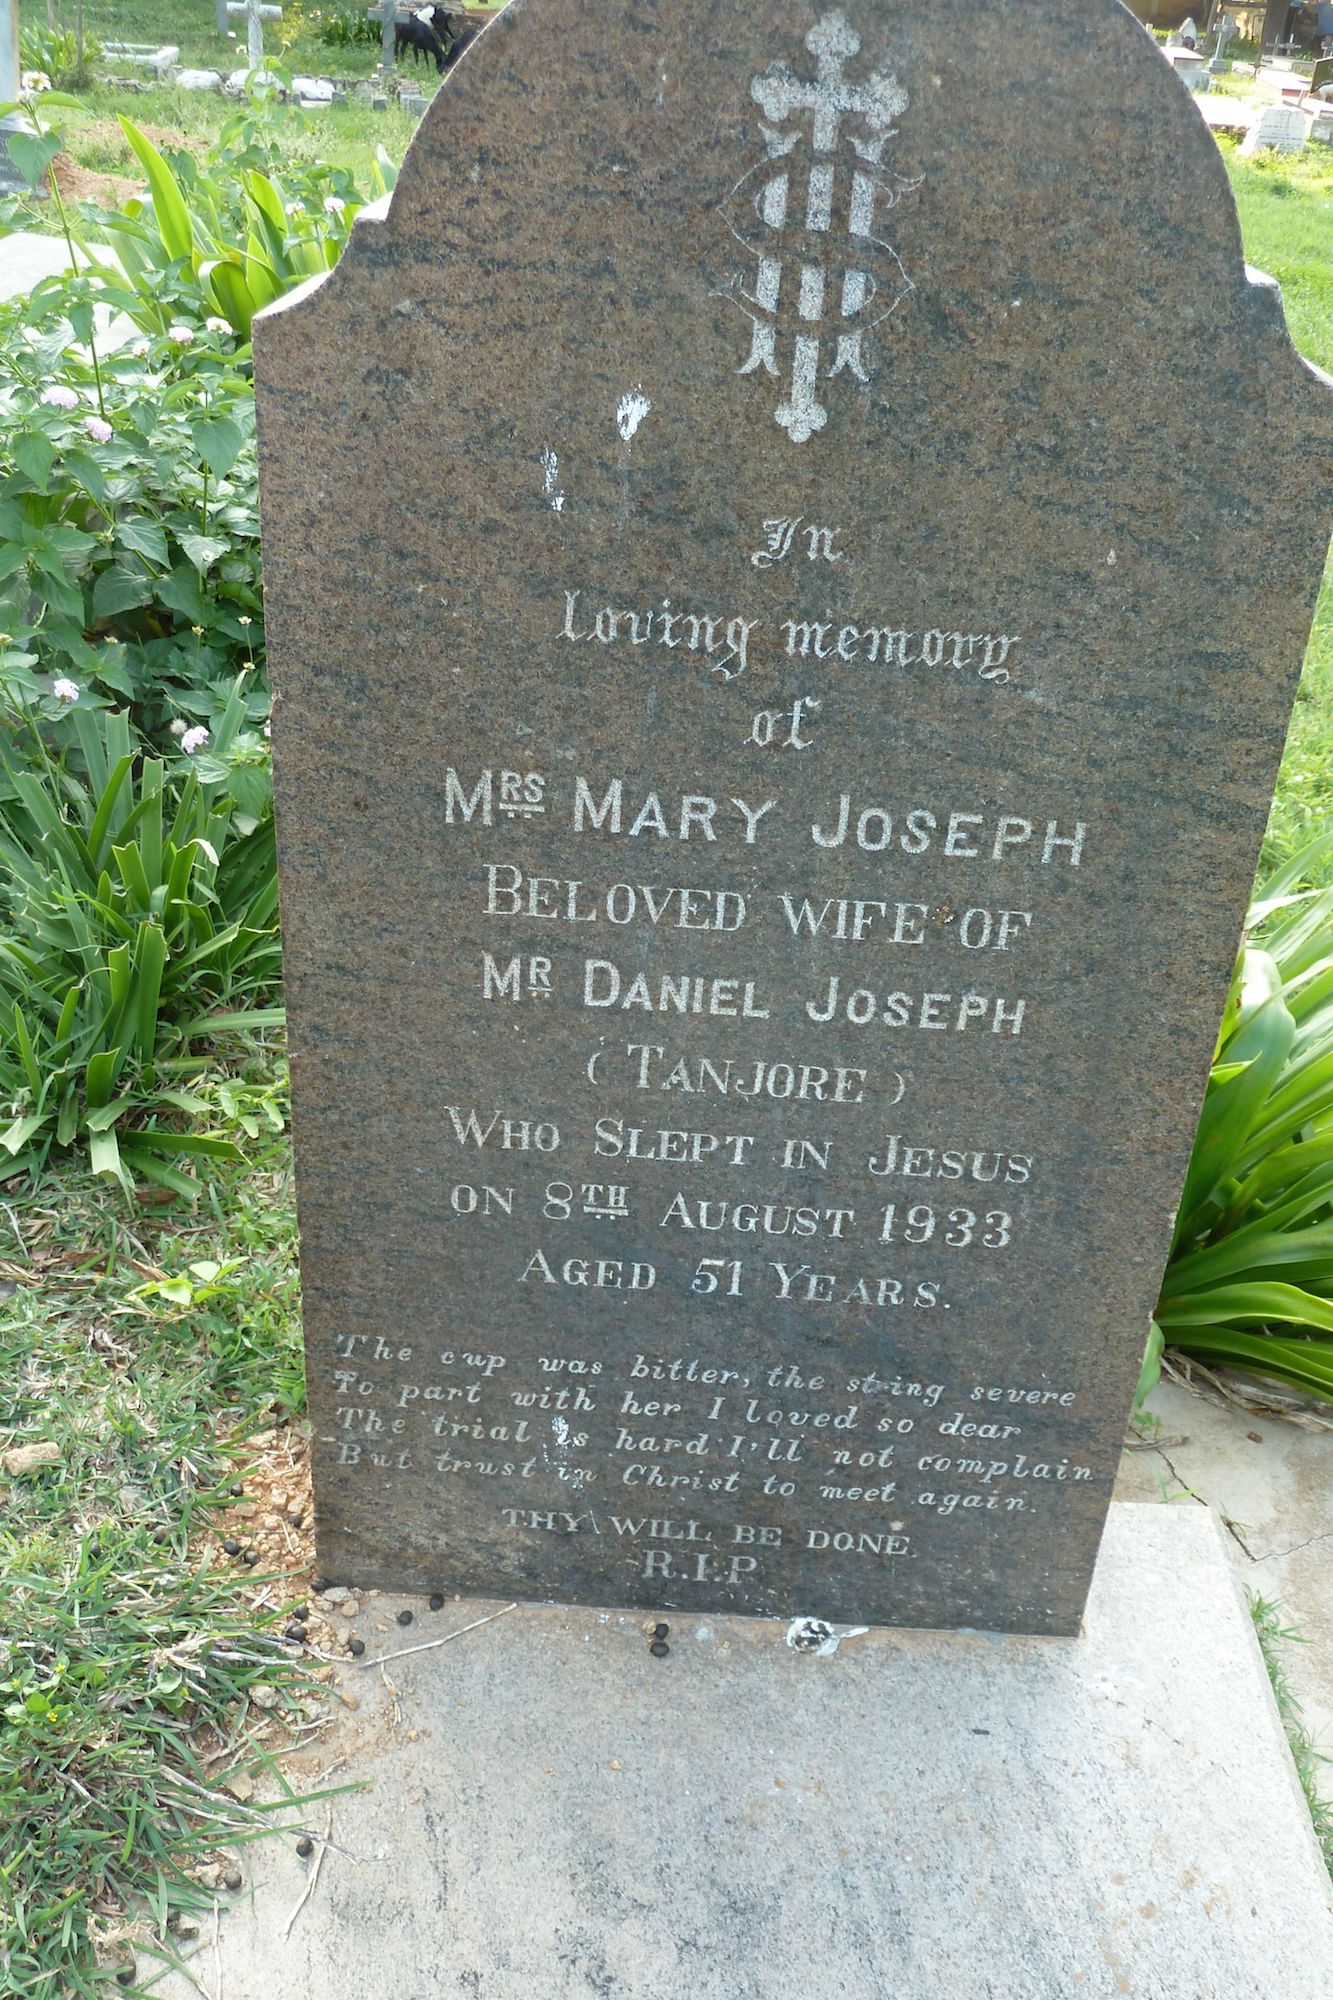 IHS
In
loving memory
of
MRS MARY JOSEPH
BELOVED WIFE OF
MR DANIEL JOSEPH
( TANJORE )
WHO SLEPT IN JESUS
ON 8TH AUGUST 1933
AGED 51 YEARS.
The cup was bitter, the string severe
To part with her I loved so dear
The trial is hard I'll not complain
But trust in Christ to meet again.
THY WILL BE DONE
R.I.P